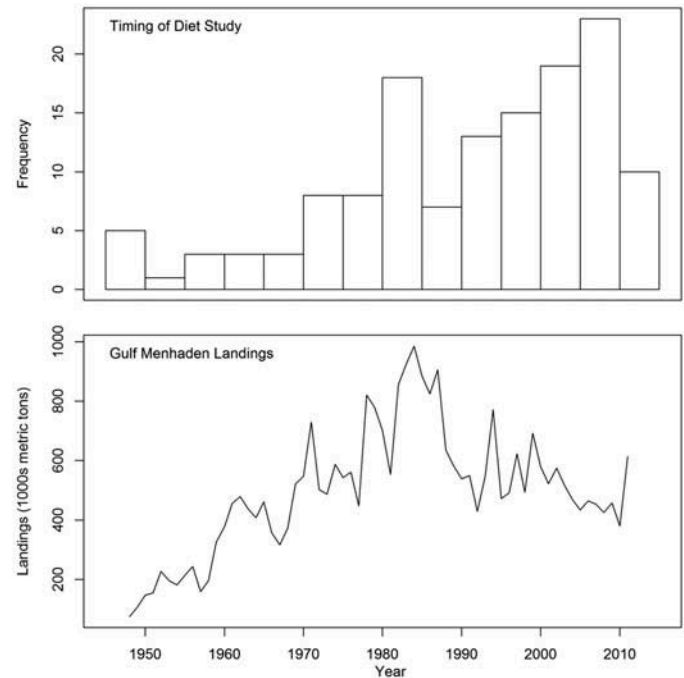 Timing of Diet Study
Frequency
0
5
10
15
20
Gulf Menhaden Landings
Landings (1000s metric tons)
200
400
600
800
1000
1950 1960 1970 1980 1990 2000 2010
Year